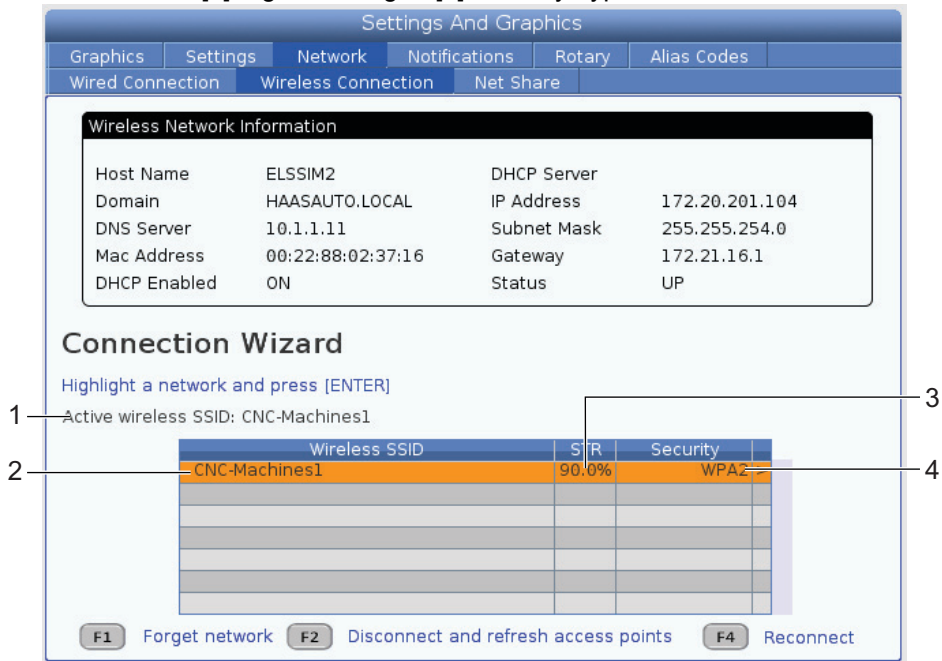 Settings And Graphics
Graphics Settings Network Notifications Rotary Alias Codes
Wired Connection Wireless Connection Net Share
Wireless Network Information
Host Name ELSSIM2 DHCP Server
Domain HAASAUTO.LOCAL IP Address 172.20.201.104
DNS Server 10.1.1.11 Subnet Mask 255.255.254.0
Mac Address 00:22:88:02:37:16 Gateway 172.21.16.1
DHCP Enabled ON Status UP
Connection Wizard
Highlight a network and press [ENTER]
3
1 Active wireless SSID: CNC-Machines1
Wireless SSID STR Security
2 CNC-Machines1 90.0% WPA2 > 4
F1 Forget network F2 Disconnect and refresh access points F4 Reconnect